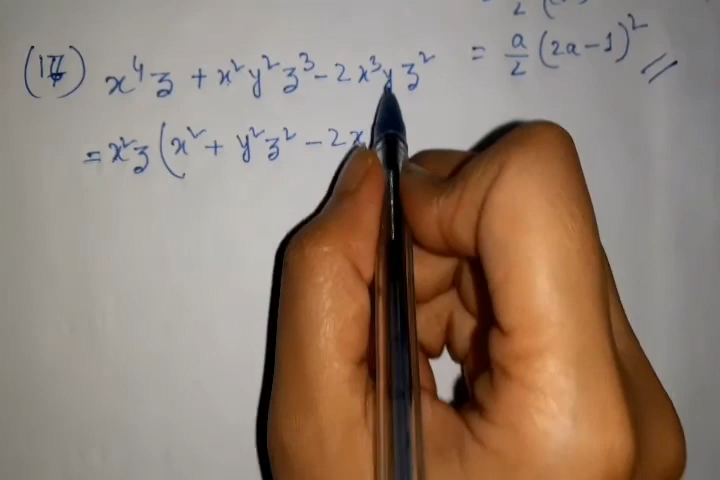 = a/2 (2a-1)² //
(17) x⁴z + x²y²z³ - 2x³yz²
= x²z (x² + y²z² - 2x